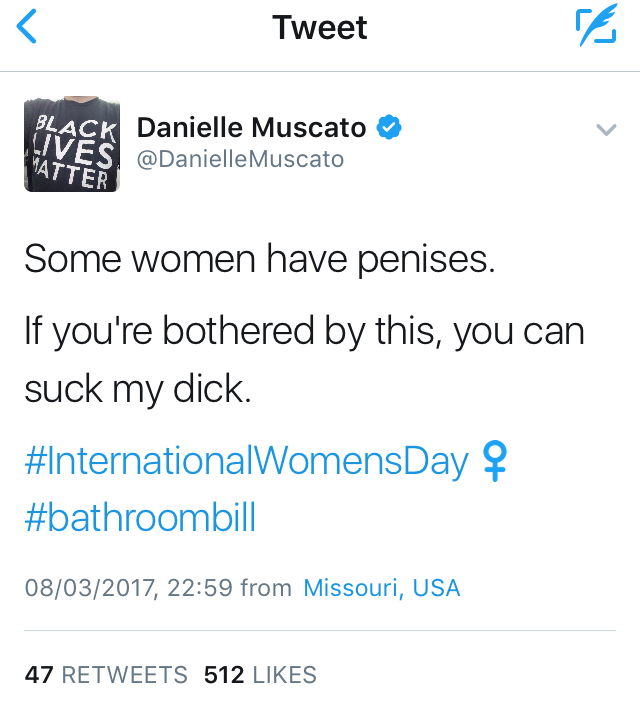 Tweet
BLACK
LIVES
MATTER
Danielle Muscato
@DanielleMuscato
Some women have penises.
If you're bothered by this, you can
suck my dick.
#InternationalWomensDay ♀
#bathroombill
08/03/2017, 22:59 from Missouri, USA
47 RETWEETS 512 LIKES